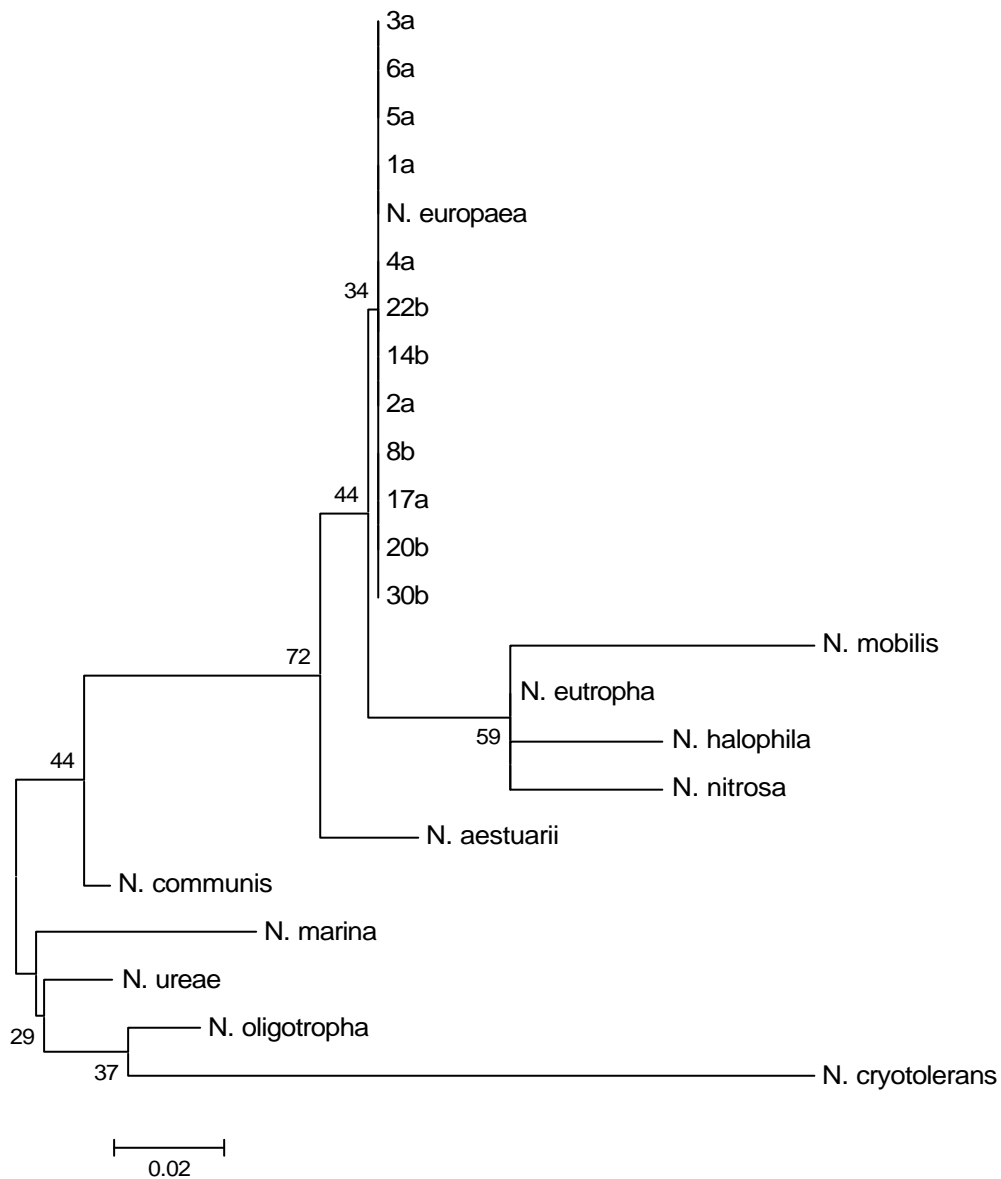 3a
6a
5a
1a
N. europaea
4a
34
22b
14b
2a
8b
44
17a
20b
30b
N. mobilis
72
N. eutropha
59
N. halophila
44
N. nitrosa
N. aestuarii
N. communis
N. marina
N. ureae
29
N. oligotropha
37
N. cryotolerans
0.02